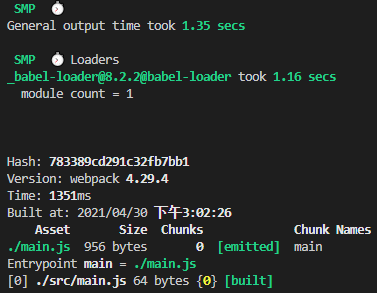 SMP ⏱
General output time took 1.35 secs
SMP ⏱ Loaders
_babel-loader@8.2.2@babel-loader took 1.16 secs
module count = 1
Hash: 783389cd291c32fb7bb1
Version: webpack 4.29.4
Time: 1351ms
Built at: 2021/04/30 下午3:02:26
Asset Size Chunks Chunk Names
./main.js 956 bytes 0 [emitted] main
Entrypoint main = ./main.js
[0] ./src/main.js 64 bytes {0} [built]